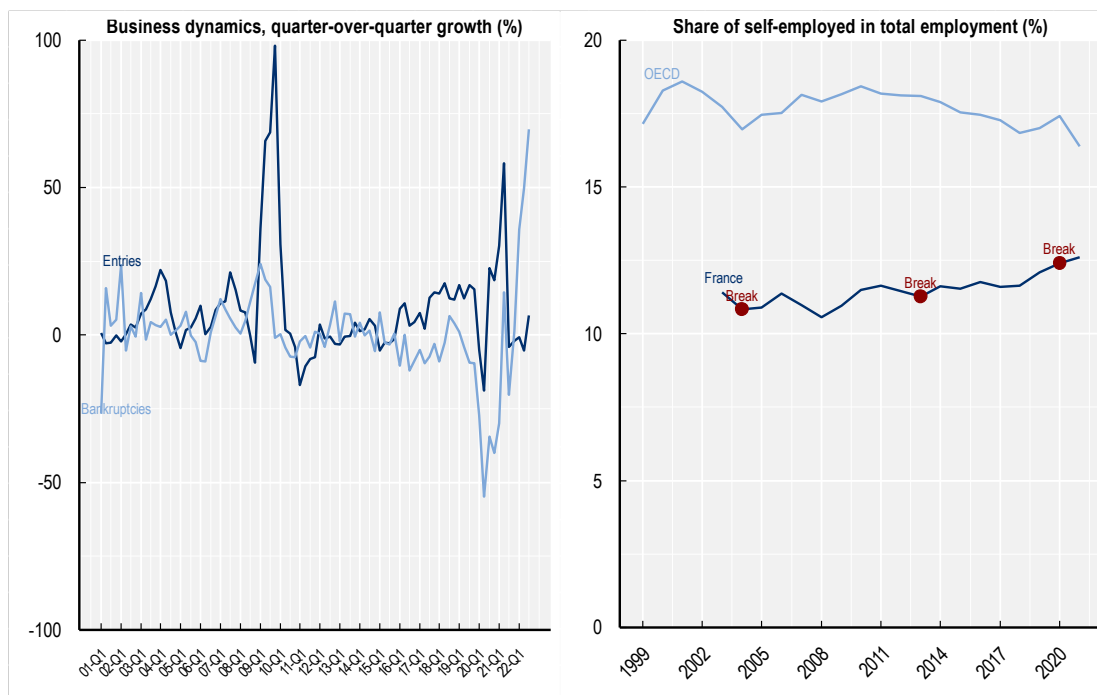 Business dynamics, quarter-over-quarter growth (%)
100
50
0
-50
-100
Entries
Bankruptcies
01-Q1
02-Q1
03-Q1
04-Q1
05-Q1
06-Q1
07-Q1
08-Q1
09-Q1
10-Q1
11-Q1
12-Q1
13-Q1
14-Q1
15-Q1
16-Q1
17-Q1
18-Q1
19-Q1
20-Q1
21-Q1
22-Q1
Share of self-employed in total employment (%)
20
15
10
5
0
OECD
France
Break
Break
Break
1999
2002
2005
2008
2011
2014
2017
2020